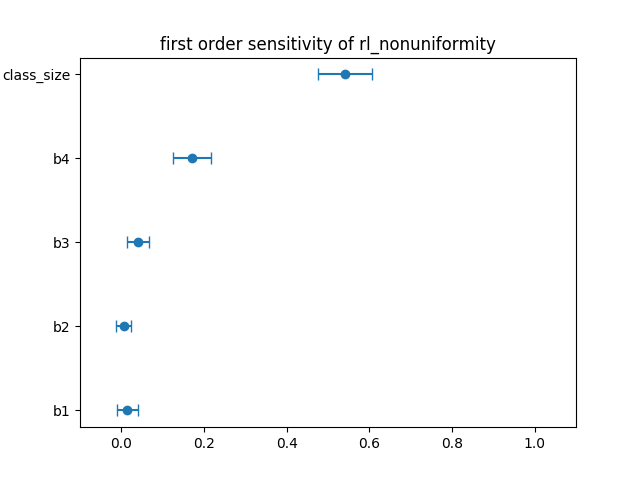 first order sensitivity of rl_nonuniformity
class_size
b4
b3
b2
b1
0.0 0.2 0.4 0.6 0.8 1.0